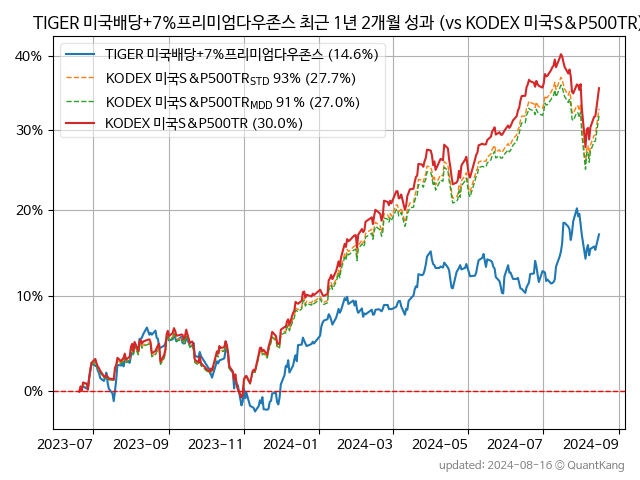 TIGER 미국배당+7%프리미엄다우존스 최근 1년 2개월 성과 (vs KODEX 미국S&P500TR)
TIGER 미국배당+7%프리미엄다우존스 (14.6%)
KODEX 미국S&P500TR_STD 93% (27.7%)
KODEX 미국S&P500TR_MDD 91% (27.0%)
KODEX 미국S&P500TR (30.0%)
40%
30%
20%
10%
0%
2023-07 2023-09 2023-11 2024-01 2024-03 2024-05 2024-07 2024-09
updated: 2024-08-16 © QuantKang